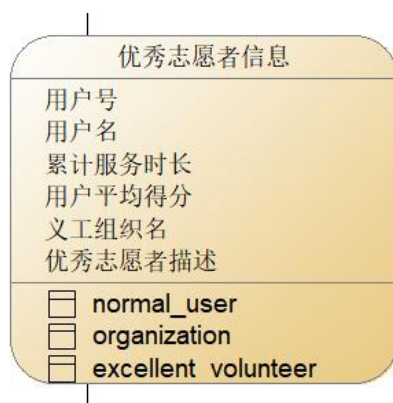 优秀志愿者信息
用户号
用户名
累计服务时长
用户平均得分
义工组织名
优秀志愿者描述
normal_user
organization
excellent_volunteer